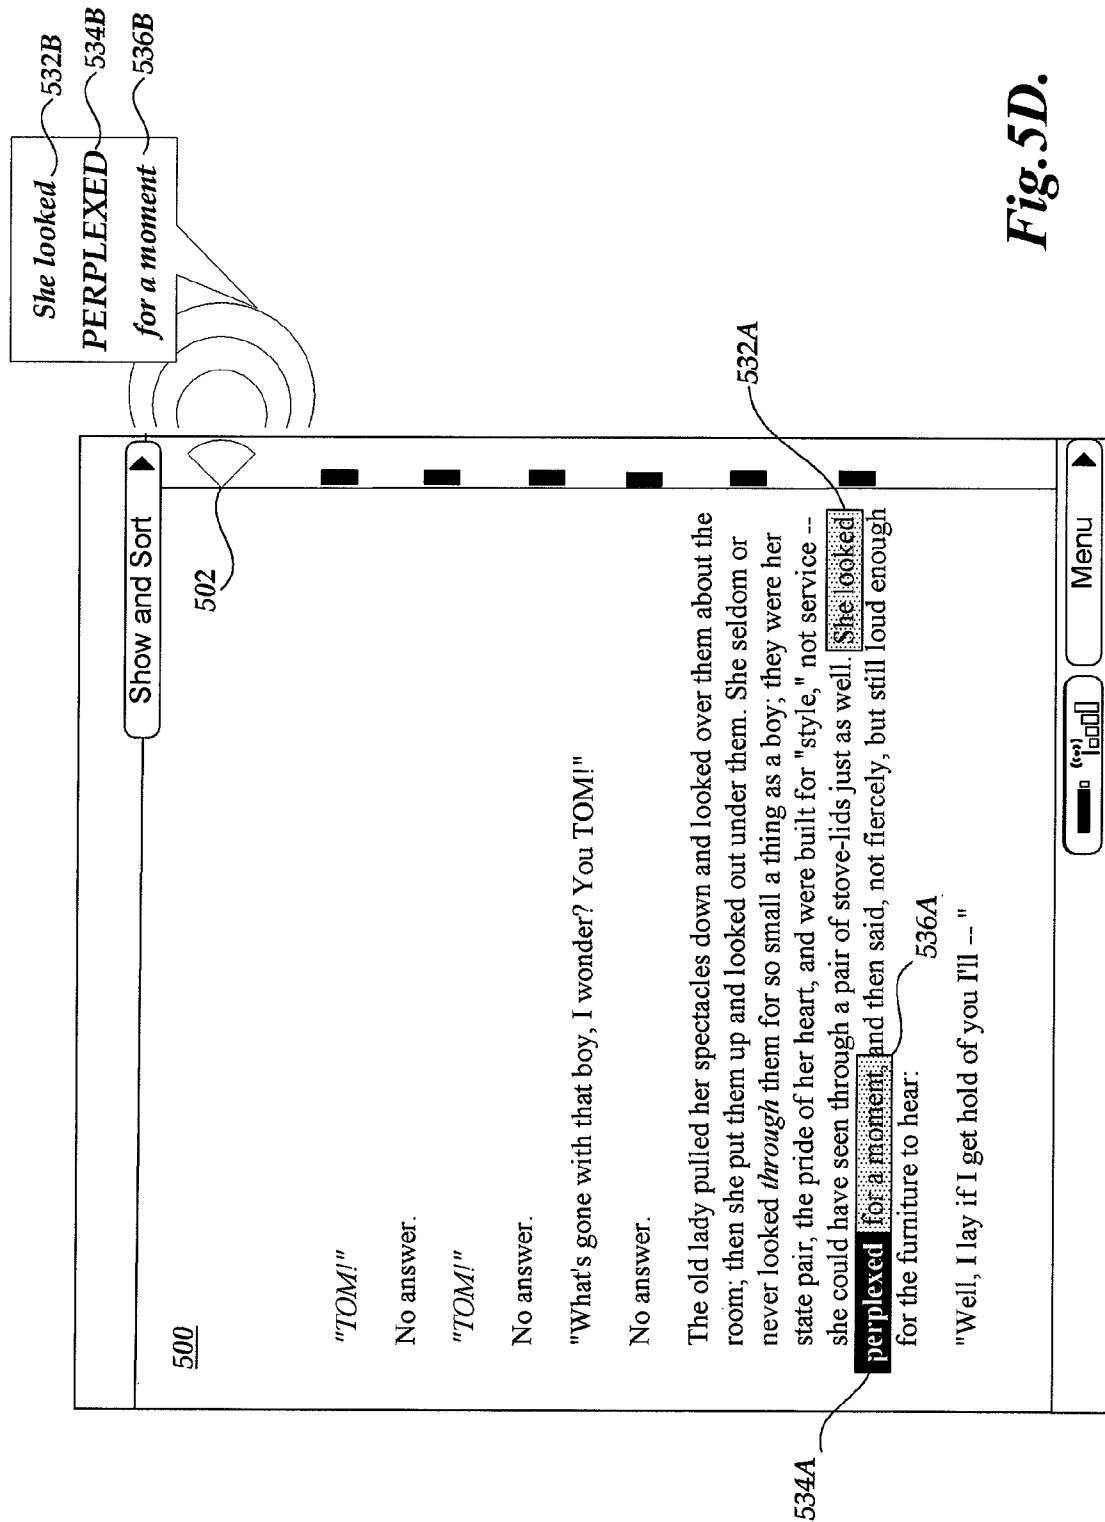 She looked 532B
PERPLEXED 534B
for a moment 536B
Show and Sort
502
500
"TOM!"
No answer.
"TOM!"
No answer.
"What's gone with that boy, I wonder? You TOM!"
No answer.
The old lady pulled her spectacles down and looked over them about the
room; then she put them up and looked out under them. She seldom or
never looked through them for so small a thing as a boy; they were her
state pair, the pride of her heart, and were built for "style," not service --
she could have seen through a pair of stove-lids just as well. She looked
perplexed for a moment, and then said, not fiercely, but still loud enough
for the furniture to hear:
"Well, I lay if I get hold of you I'll -- "
532A
534A
536A
Menu
Fig.5D.